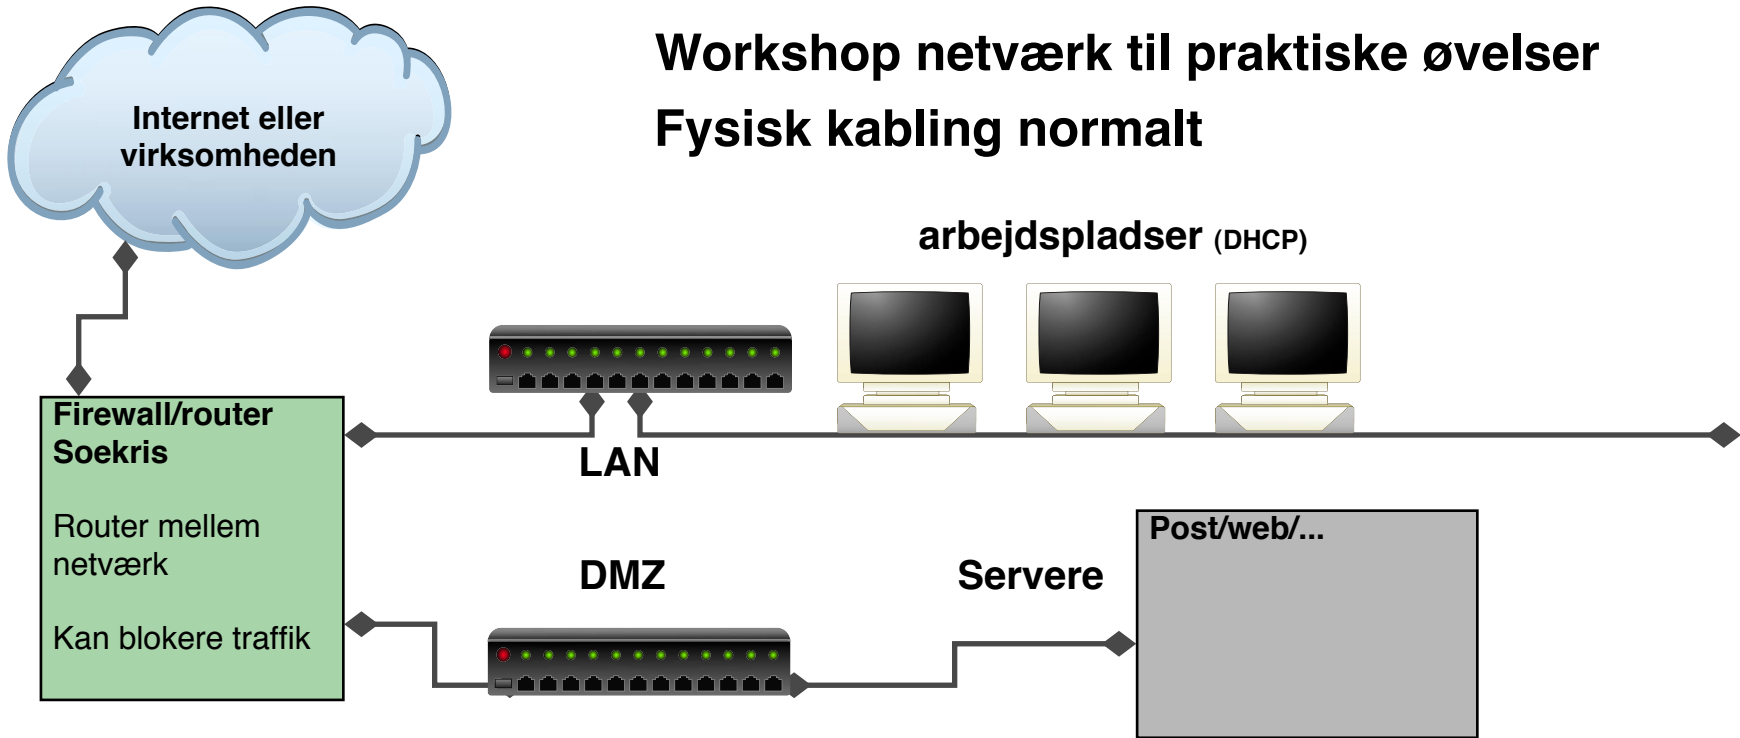 Workshop netværk til praktiske øvelser
Fysisk kabling normalt
Internet eller
virksomheden
arbejdspladser (DHCP)
Firewall/router
Soekris
Router mellem
netværk
Kan blokere traffik
LAN
DMZ
Servere
Post/web/...